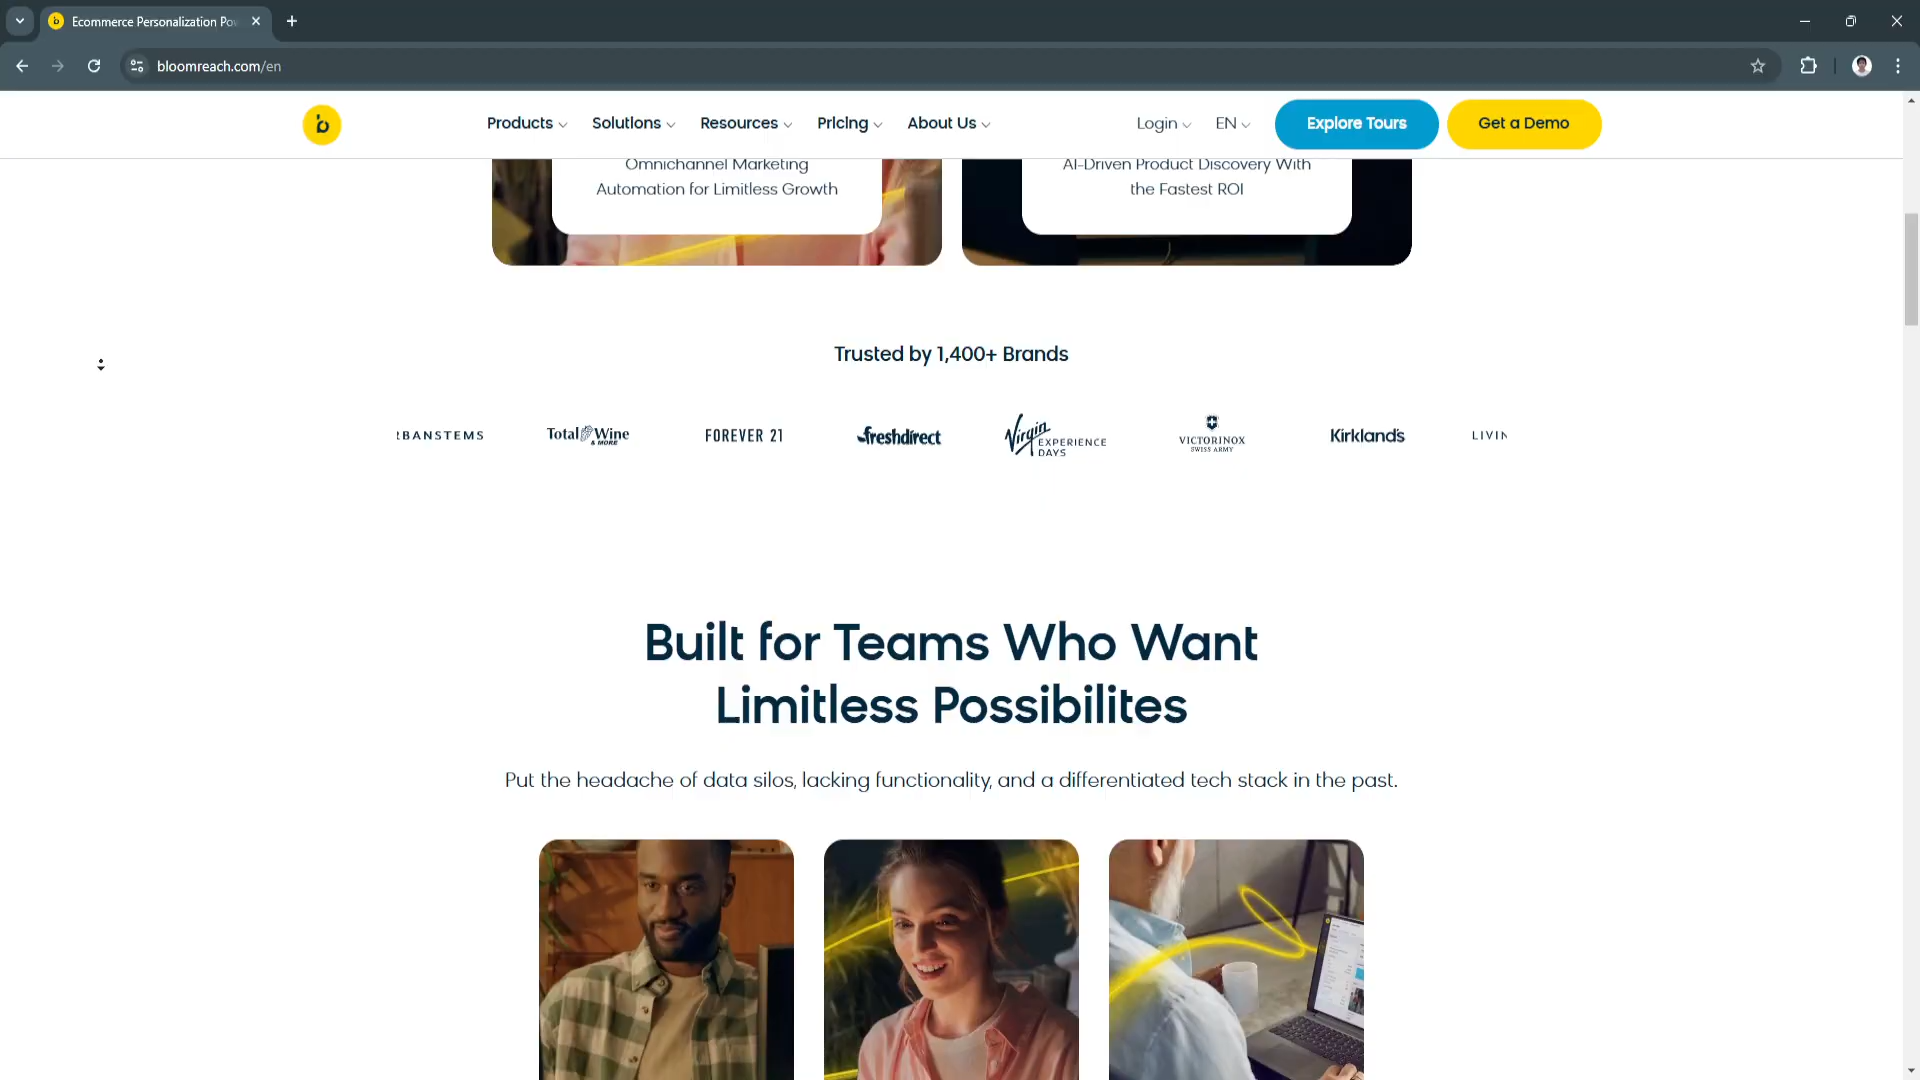 Ecommerce Personalization Po
bloomreach.com/en
Products
Solutions
Resources
Pricing
About Us
Login
EN
Explore Tours
Get a Demo
Omnichannel Marketing
Automation for Limitless Growth
AI-Driven Product Discovery With
the Fastest ROI
Trusted by 1,400+ Brands
RBANSTEMS
Total Wine
& MORE
FOREVER 21
freshdirect
Virgin
EXPERIENCE
DAYS
VICTORINOX
SWISS ARMY
Kirkland's
LIVIN
Built for Teams Who Want
Limitless Possibilites
Put the headache of data silos, lacking functionality, and a differentiated tech stack in the past.